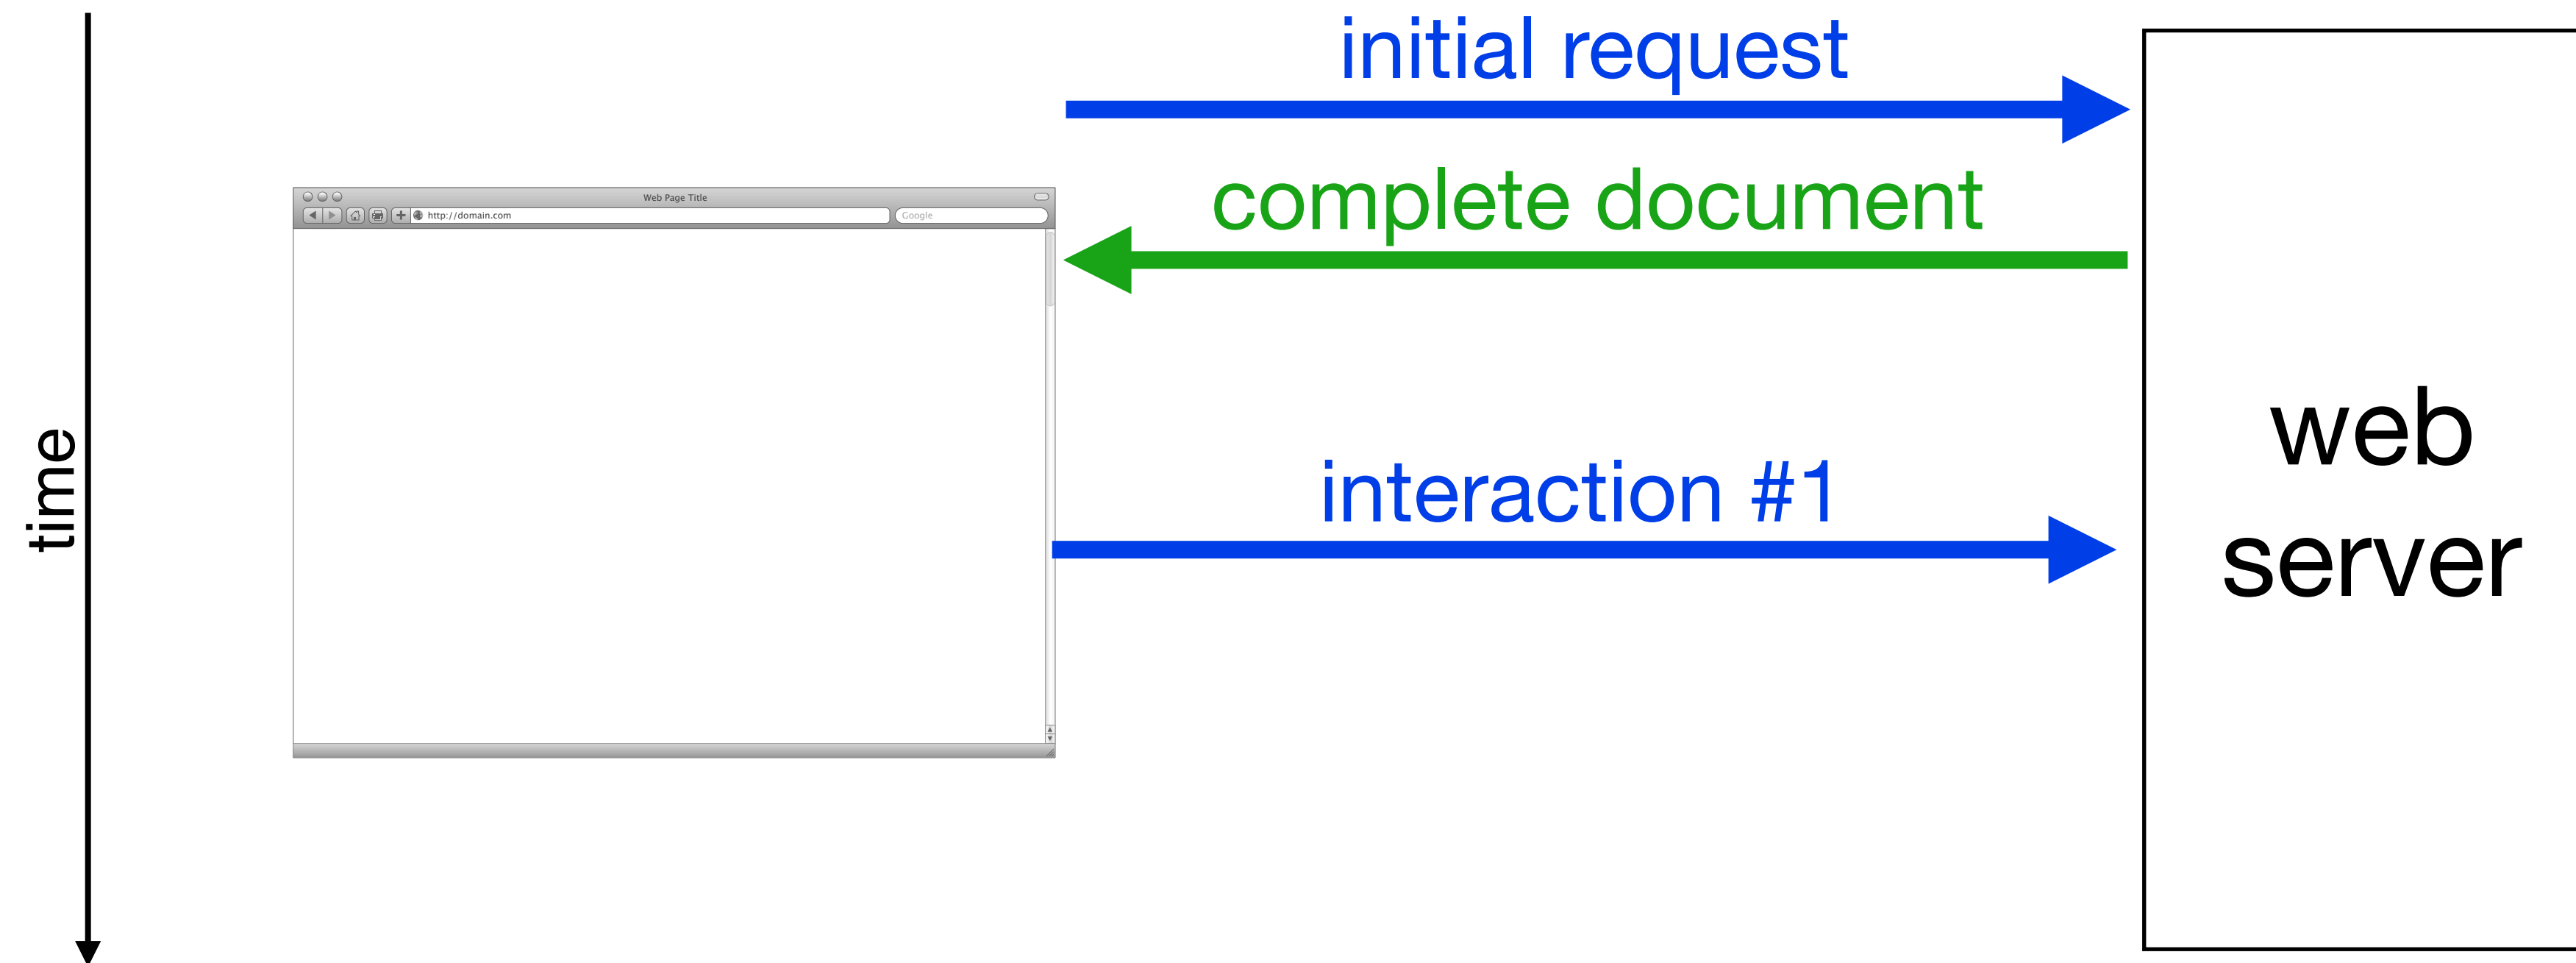 initial request
complete document
Web Page Title
http://domain.com
Google
time
interaction #1
web
server